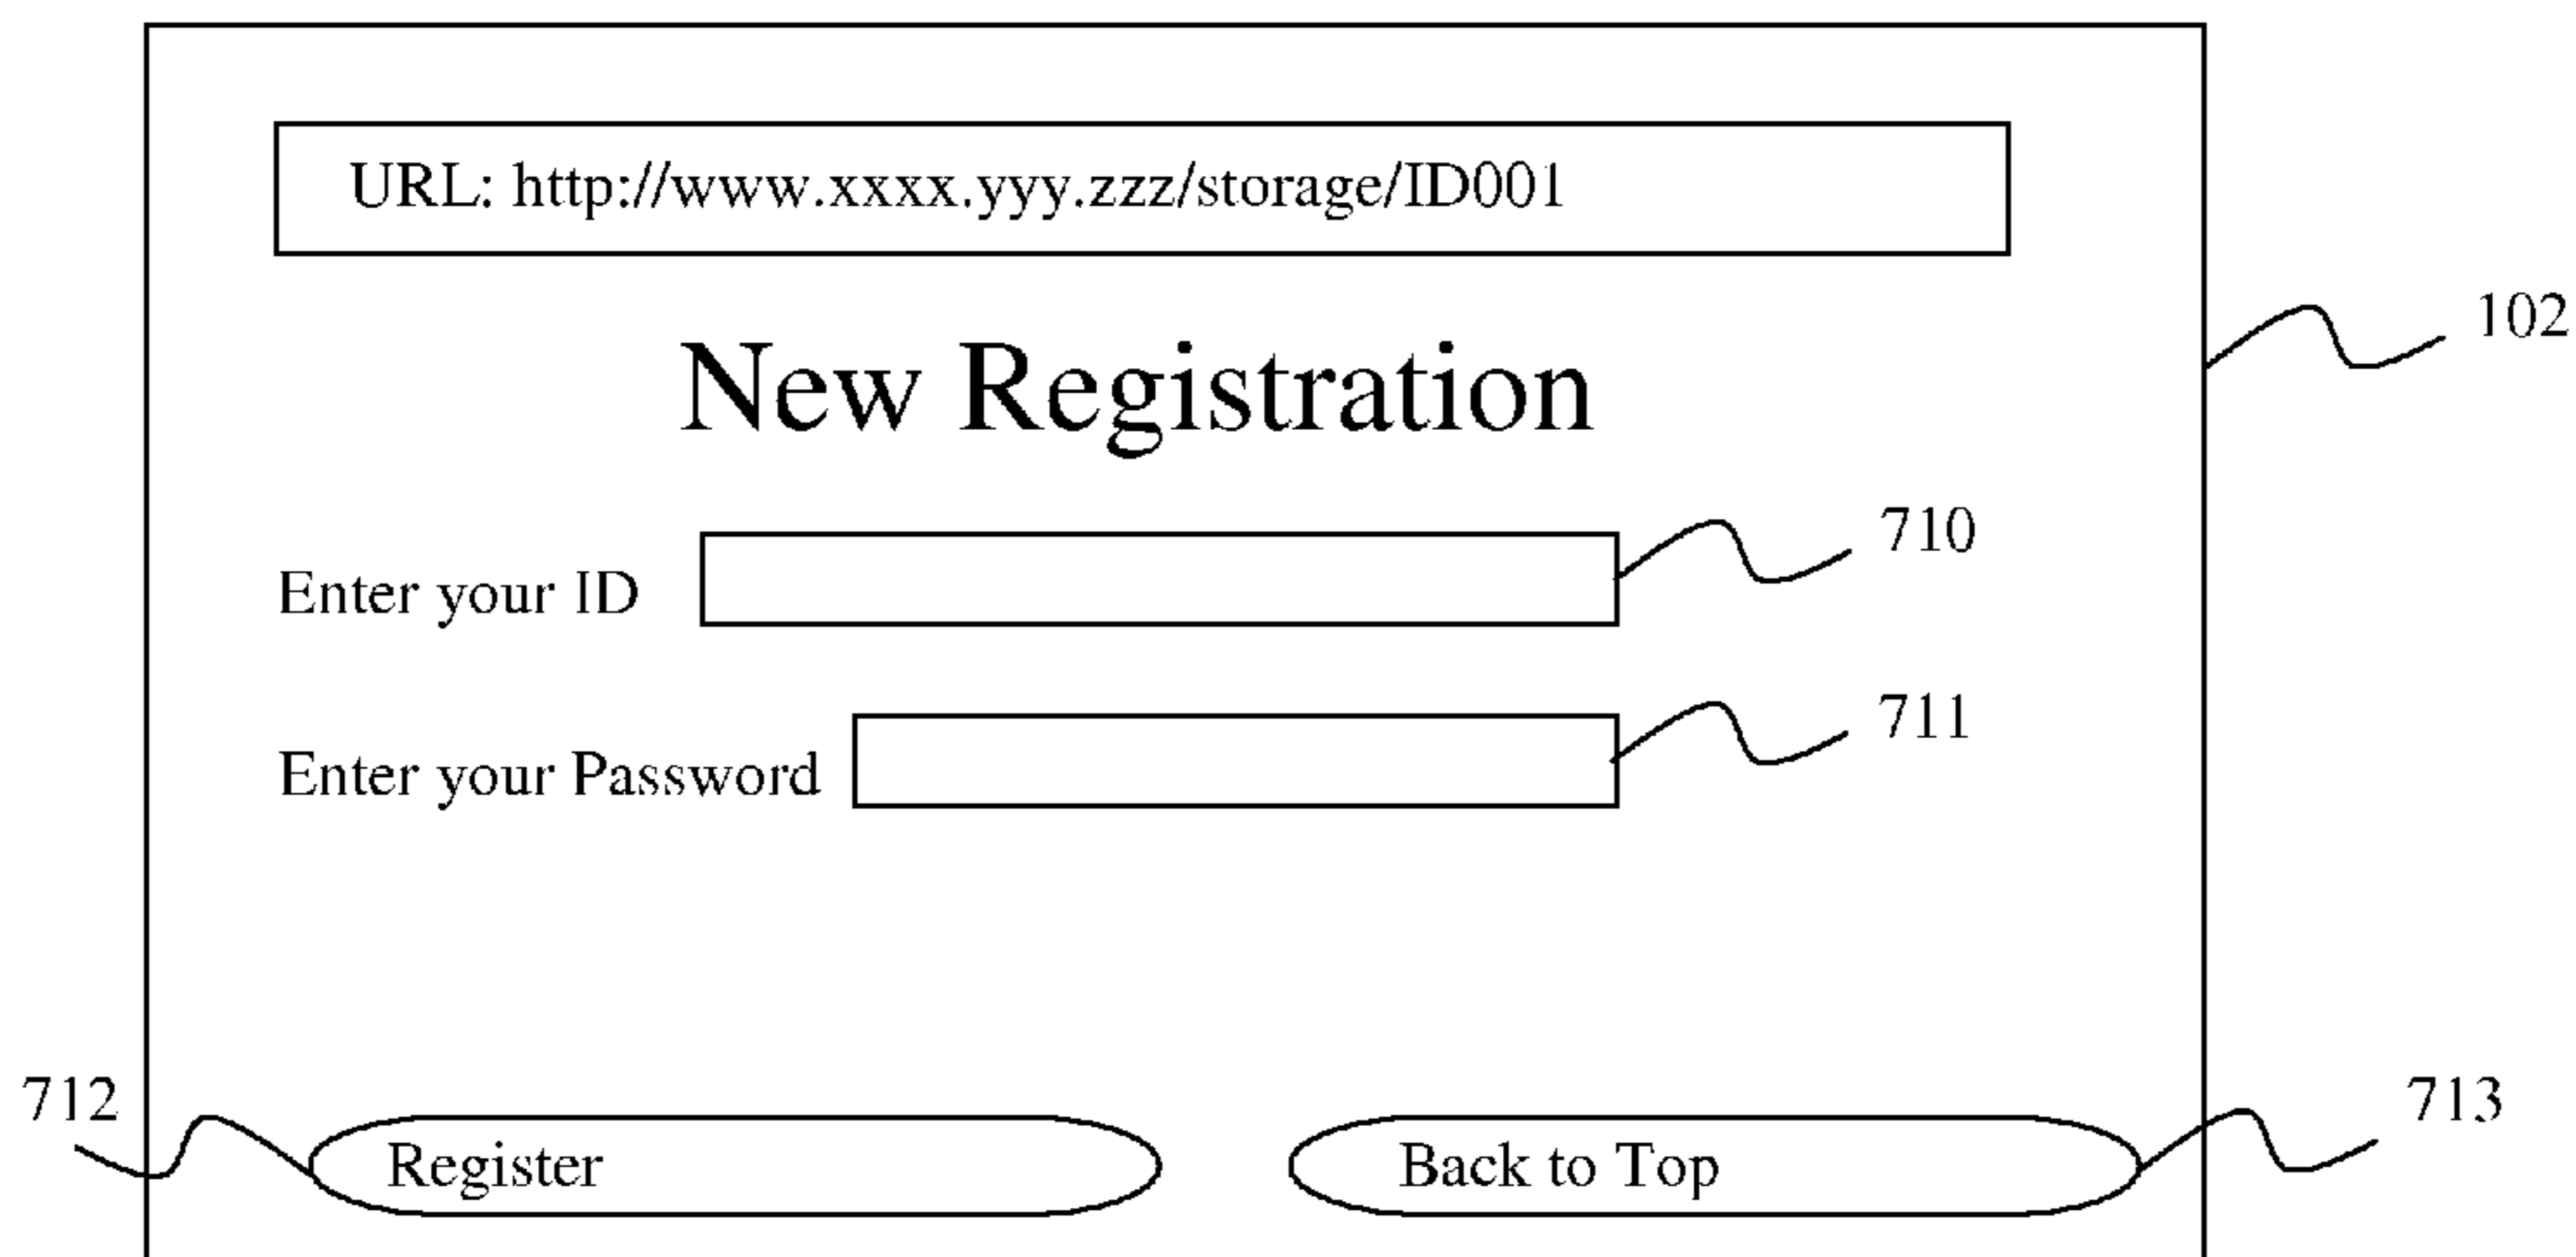 URL: http://www.xxxx.yyy.zzz/storage/ID001
102
New Registration
710
Enter your ID
711
Enter your Password
712
713
Register
Back to Top